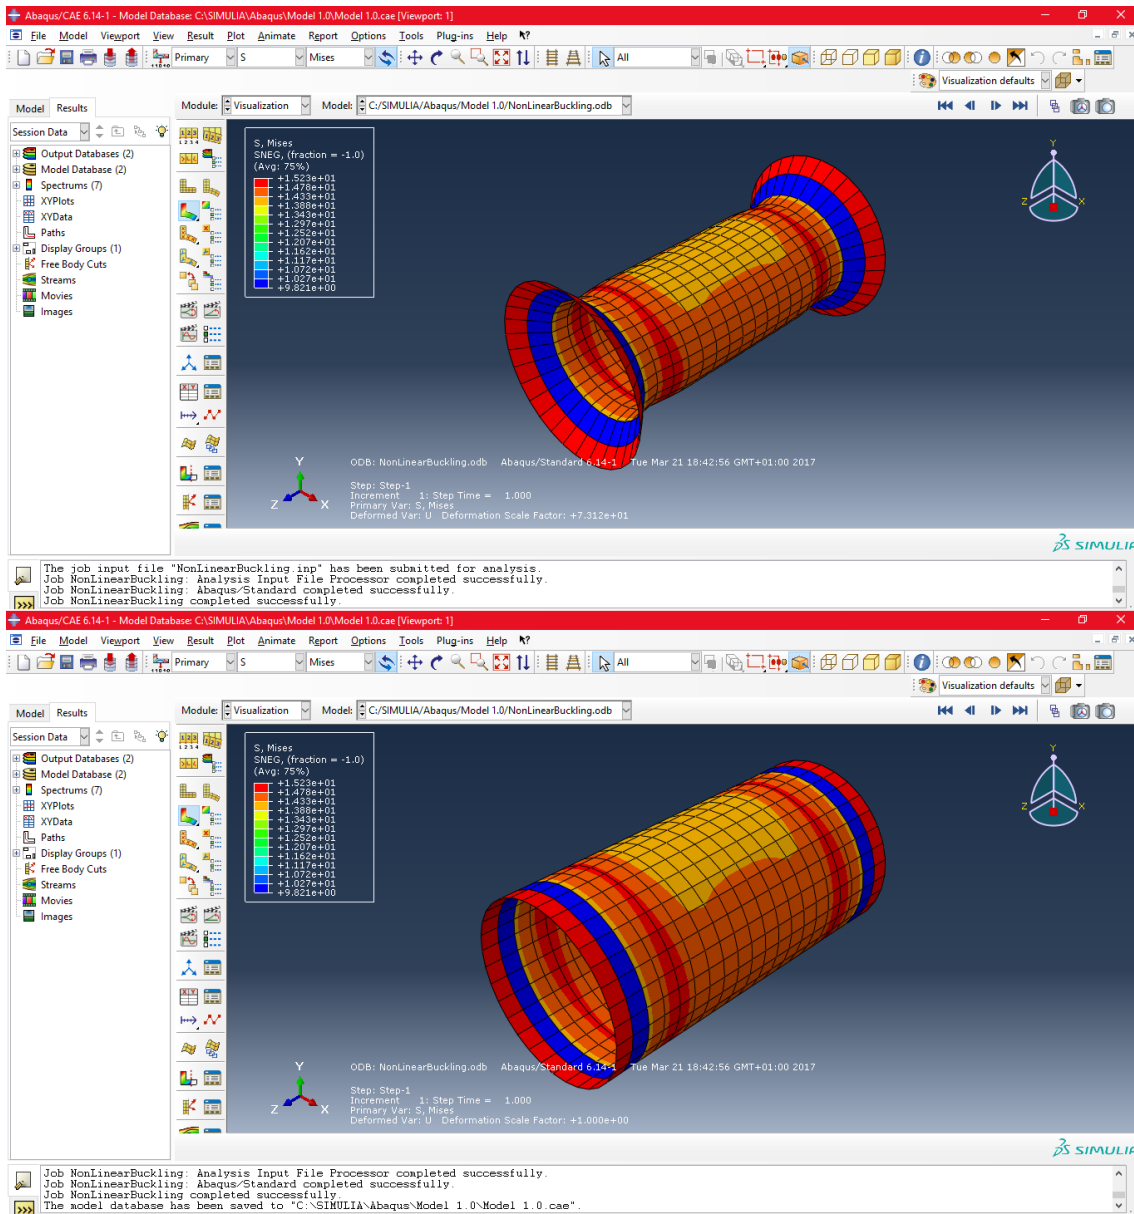 Abaqus/CAE 6.14-1 - Model Database: C:\SIMULIA\Abaqus\Model 1.0\Model 1.0.cae [Viewport: 1]
File Model Viewport View Result Plot Animate Report Options Tools Plug-ins Help
Primary S Mises All
Visualization defaults
Model Results
Module: Visualization Model: C:/SIMULIA/Abaqus/Model 1.0/NonLinearBuckling.odb
Session Data
Output Databases (2)
Model Database (2)
Spectrums (7)
XYPlots
XYData
Paths
Display Groups (1)
Free Body Cuts
Streams
Movies
Images
S, Mises
SNEG, (fraction = -1.0)
(Avg: 75%)
+1.523e+01
+1.478e+01
+1.433e+01
+1.388e+01
+1.343e+01
+1.297e+01
+1.252e+01
+1.207e+01
+1.162e+01
+1.117e+01
+1.072e+01
+1.027e+01
+9.821e+00
Y
Z X
Y
Z X
ODB: NonLinearBuckling.odb Abaqus/Standard 6.14-1 Tue Mar 21 18:42:56 GMT+01:00 2017
Step: Step-1
Increment 1: Step Time = 1.000
Primary Var: S, Mises
Deformed Var: U Deformation Scale Factor: +7.312e+01
SIMULIA
The job input file "NonLinearBuckling.inp" has been submitted for analysis.
Job NonLinearBuckling: Analysis Input File Processor completed successfully.
Job NonLinearBuckling: Abaqus/Standard completed successfully.
Job NonLinearBuckling completed successfully.
Abaqus/CAE 6.14-1 - Model Database: C:\SIMULIA\Abaqus\Model 1.0\Model 1.0.cae [Viewport: 1]
File Model Viewport View Result Plot Animate Report Options Tools Plug-ins Help
Primary S Mises All
Visualization defaults
Model Results
Module: Visualization Model: C:/SIMULIA/Abaqus/Model 1.0/NonLinearBuckling.odb
Session Data
Output Databases (2)
Model Database (2)
Spectrums (7)
XYPlots
XYData
Paths
Display Groups (1)
Free Body Cuts
Streams
Movies
Images
S, Mises
SNEG, (fraction = -1.0)
(Avg: 75%)
+1.523e+01
+1.478e+01
+1.433e+01
+1.388e+01
+1.343e+01
+1.297e+01
+1.252e+01
+1.207e+01
+1.162e+01
+1.117e+01
+1.072e+01
+1.027e+01
+9.821e+00
Y
Z X
Y
Z X
ODB: NonLinearBuckling.odb Abaqus/Standard 6.14-1 Tue Mar 21 18:42:56 GMT+01:00 2017
Step: Step-1
Increment 1: Step Time = 1.000
Primary Var: S, Mises
Deformed Var: U Deformation Scale Factor: +1.000e+00
SIMULIA
Job NonLinearBuckling: Analysis Input File Processor completed successfully.
Job NonLinearBuckling: Abaqus/Standard completed successfully.
Job NonLinearBuckling completed successfully.
The model database has been saved to "C:\SIMULIA\Abaqus\Model 1.0\Model 1.0.cae".